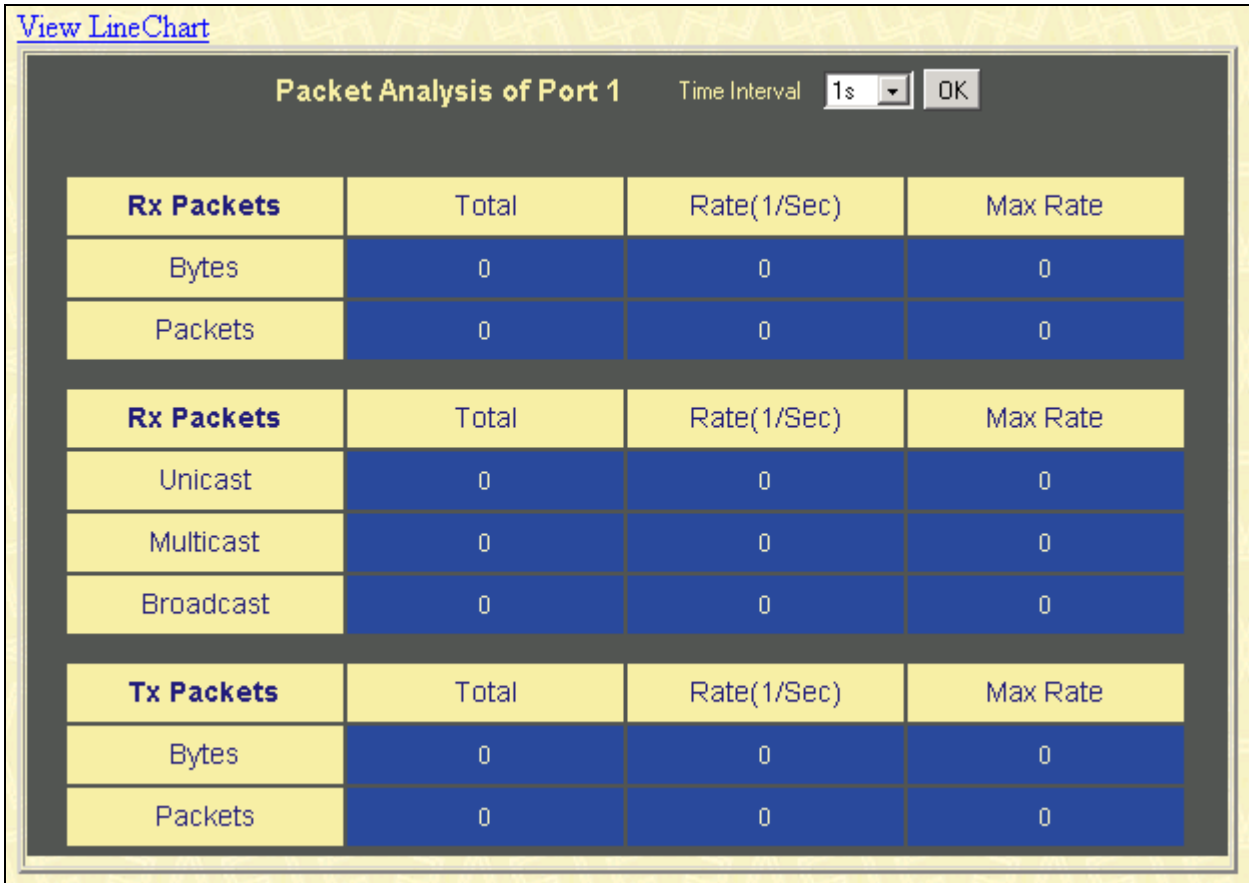 View LineChart
Packet Analysis of Port 1 Time Interval 1s OK
Rx Packets Total Rate(1/Sec) Max Rate
Bytes 0 0 0
Packets 0 0 0
Rx Packets Total Rate(1/Sec) Max Rate
Unicast 0 0 0
Multicast 0 0 0
Broadcast 0 0 0
Tx Packets Total Rate(1/Sec) Max Rate
Bytes 0 0 0
Packets 0 0 0